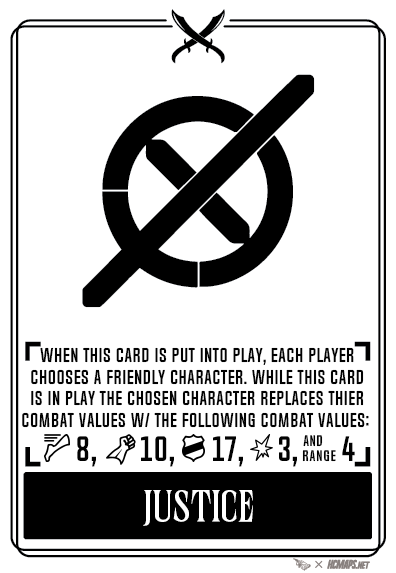 WHEN THIS CARD IS PUT INTO PLAY, EACH PLAYER
CHOOSES A FRIENDLY CHARACTER. WHILE THIS CARD
IS IN PLAY THE CHOSEN CHARACTER REPLACES THIER
COMBAT VALUES W/ THE FOLLOWING COMBAT VALUES:
8, 10, 17, 3, AND RANGE 4
JUSTICE
× HCMAPS.NET